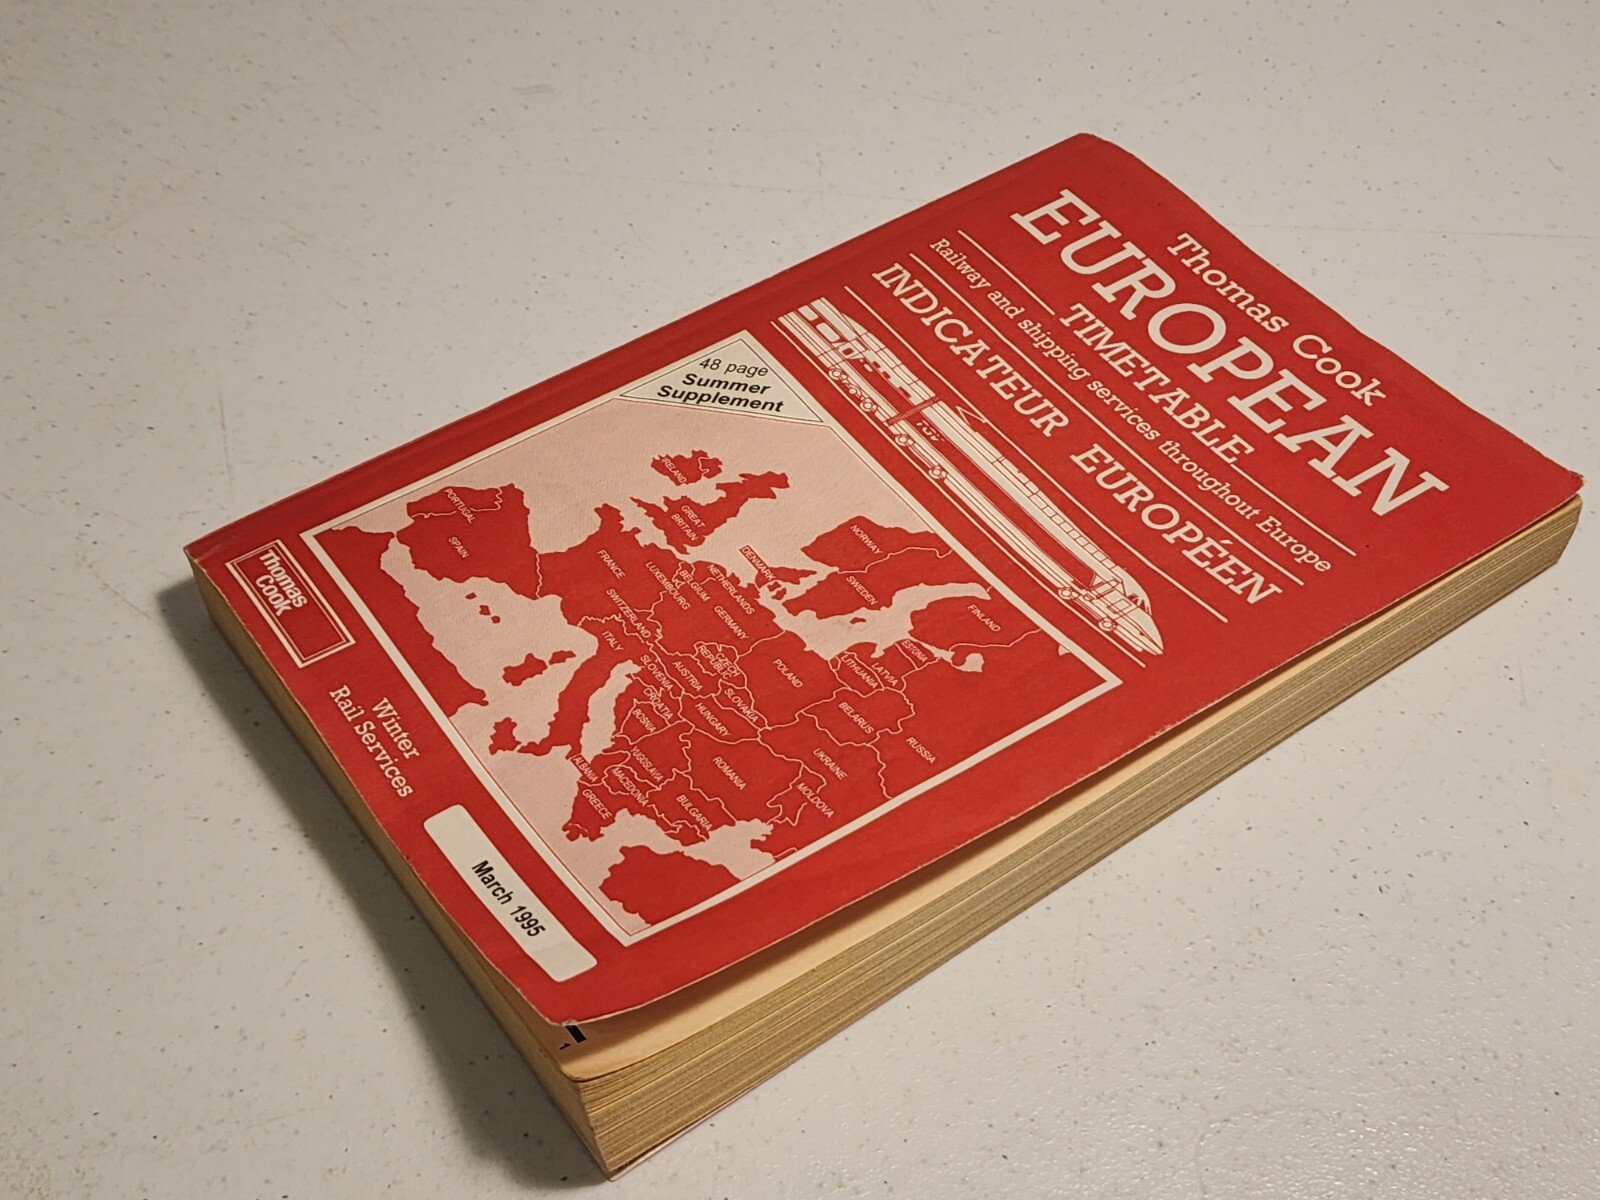 Thomas Cook
EUROPEAN
TIMETABLE
Railway and shipping services throughout Europe
INDICATEUR EUROPÉEN
TGV
48 page
Summer
Supplement
IRELAND
GREAT
BRITAIN
PORTUGAL
SPAIN
FRANCE
NORWAY
SWEDEN
FINLAND
DENMARK
NETHERLANDS
BELGIUM
LUXEMBOURG
GERMANY
SWITZERLAND
ITALY
ESTONIA
LATVIA
LITHUANIA
POLAND
CZECH
REPUBLIC
AUSTRIA
SLOVENIA
SLOVAKIA
CROATIA
HUNGARY
BOSNIA
BELARUS
RUSSIA
UKRAINE
MOLDOVA
ROMANIA
YUGOSLAVIA
ALBANIA
MACEDONIA
BULGARIA
GREECE
Thomas
Cook
Winter
Rail Services
March 1995
1